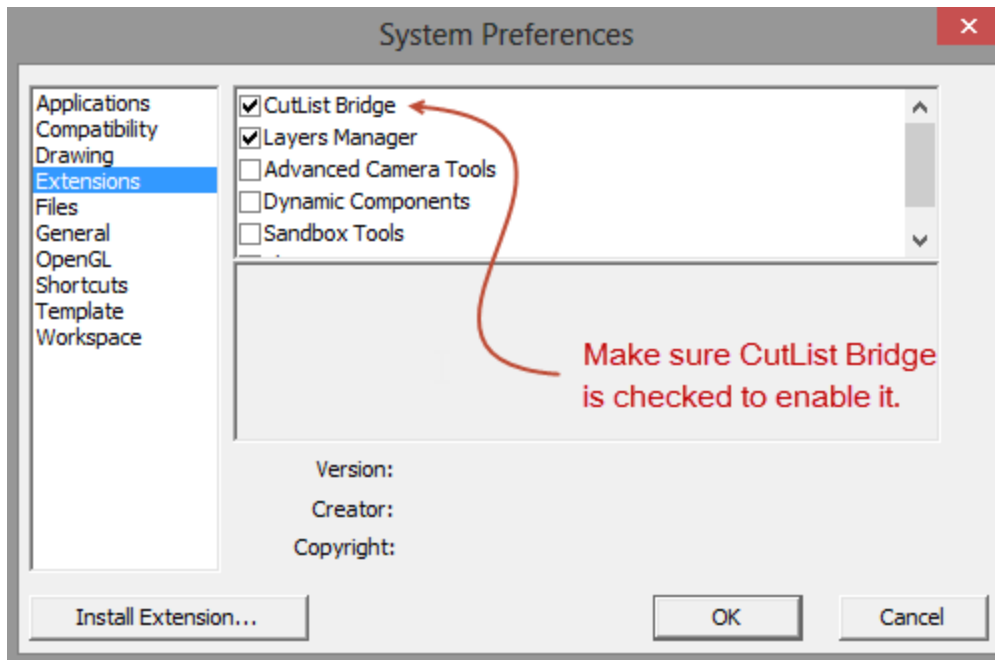 System Preferences
Applications
Compatibility
Drawing
Extensions
Files
General
OpenGL
Shortcuts
Template
Workspace
CutList Bridge
Layers Manager
Advanced Camera Tools
Dynamic Components
Sandbox Tools
Make sure CutList Bridge
is checked to enable it.
Version:
Creator:
Copyright:
Install Extension...
OK
Cancel